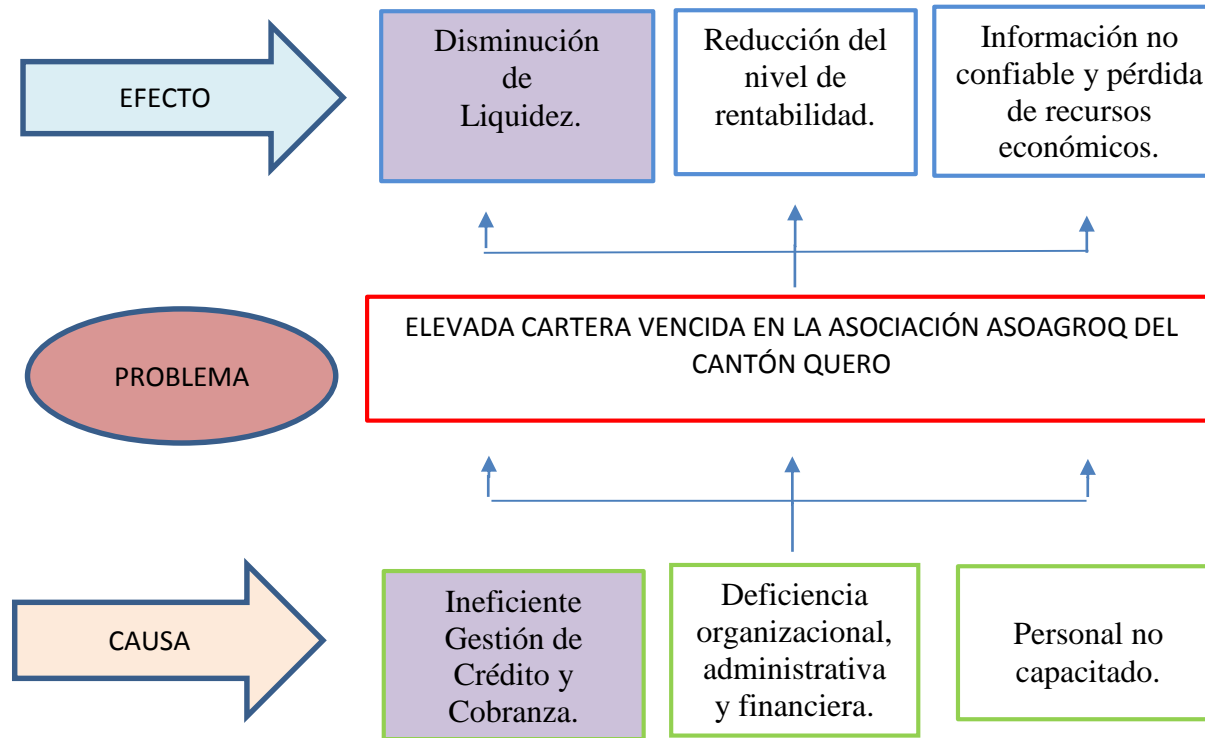 EFECTO
Disminución
de
Liquidez.
Reducción del
nivel de
rentabilidad.
Información no
confiable y pérdida
de recursos
económicos.
PROBLEMA
ELEVADA CARTERA VENCIDA EN LA ASOCIACIÓN ASOAGROQ DEL
CANTÓN QUERO
CAUSA
Ineficiente
Gestión de
Crédito y
Cobranza.
Deficiencia
organizacional,
administrativa
y financiera.
Personal no
capacitado.